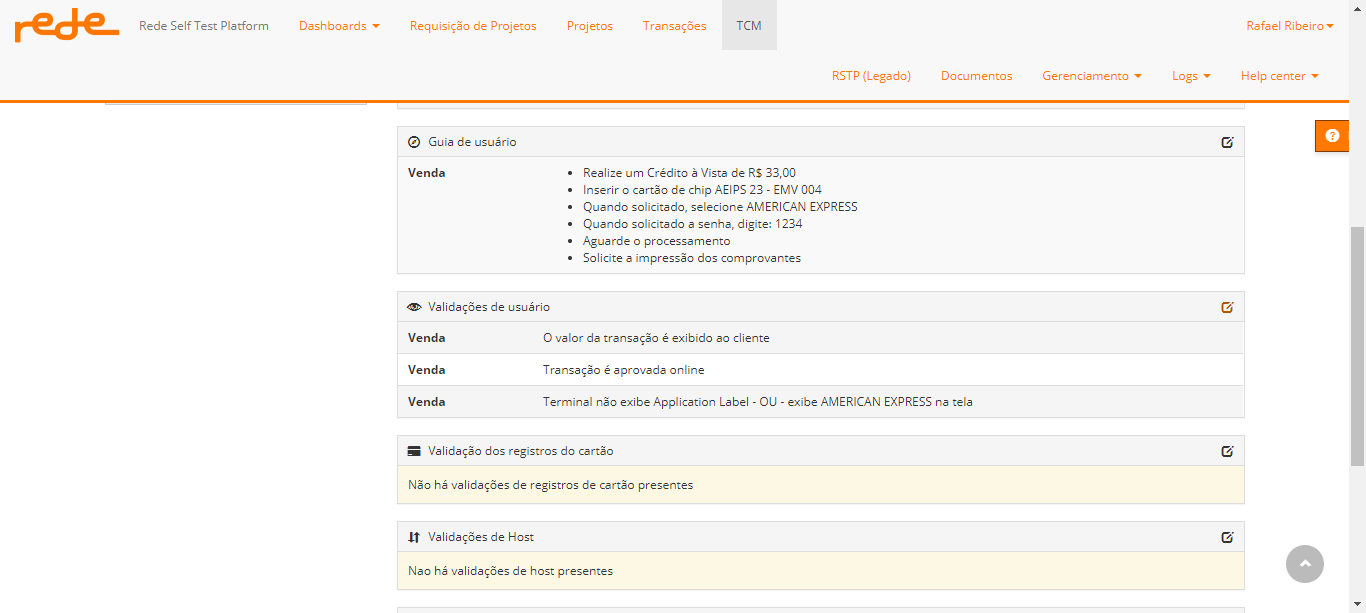 rede Rede Self Test Platform Dashboards Requisição de Projetos Projetos Transações TCM Rafael Ribeiro
RSTP (Legado) Documentos Gerenciamento Logs Help center
Guia de usuário
Venda
Realize um Crédito à Vista de R$ 33,00
Inserir o cartão de chip AEIPS 23 - EMV 004
Quando solicitado, selecione AMERICAN EXPRESS
Quando solicitado a senha, digite: 1234
Aguarde o processamento
Solicite a impressão dos comprovantes
Validações de usuário
Venda O valor da transação é exibido ao cliente
Venda Transação é aprovada online
Venda Terminal não exibe Application Label - OU - exibe AMERICAN EXPRESS na tela
Validação dos registros do cartão
Não há validações de registros de cartão presentes
Validações de Host
Nao há validações de host presentes